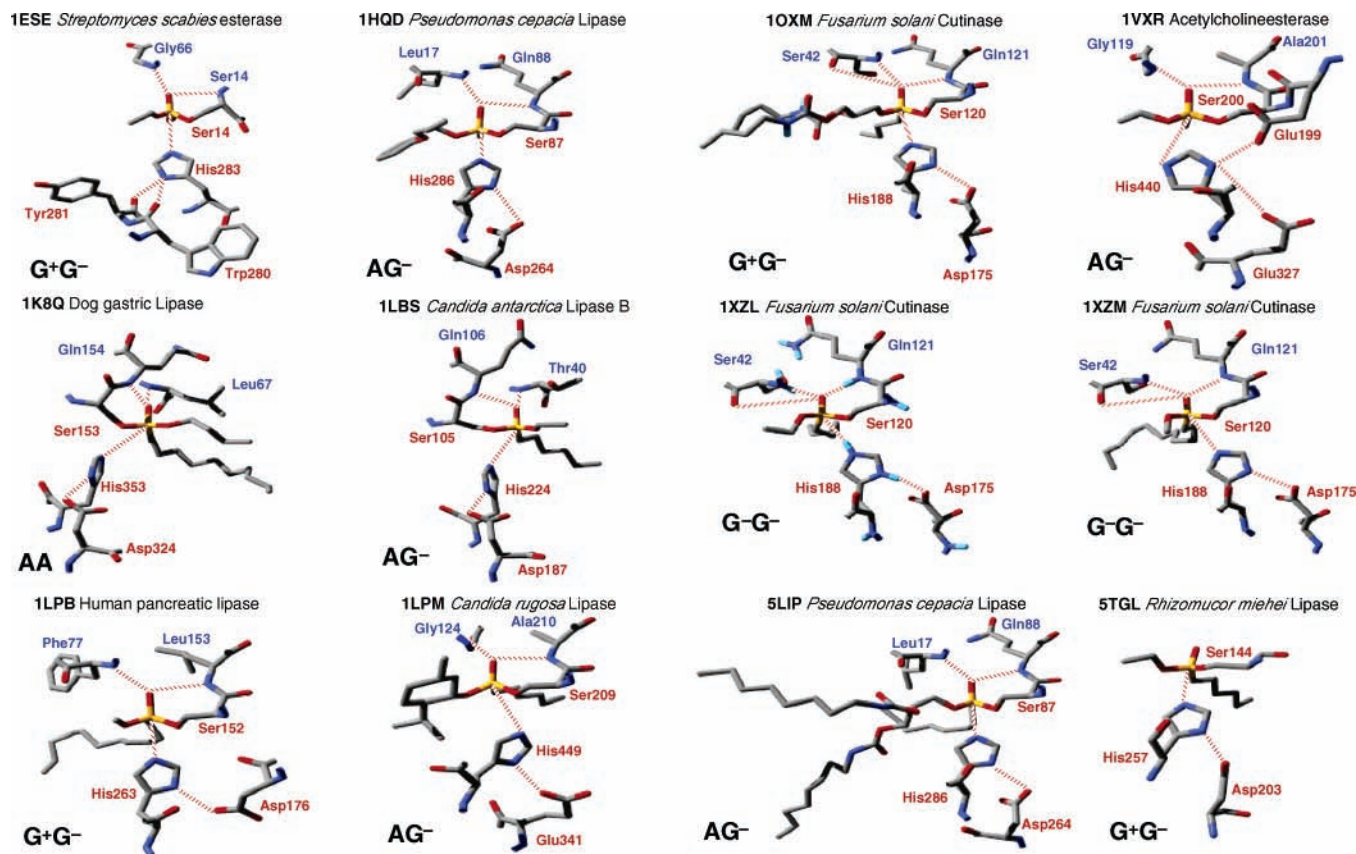 1ESE Streptomyces scabies esterase
Gly66
Ser14
Ser14
His283
Tyr281
Trp280
G+G–
1HQD Pseudomonas cepacia Lipase
Leu17
Gln88
Ser87
His286
Asp264
AG–
1OXM Fusarium solani Cutinase
Ser42
Gln121
Ser120
His188
Asp175
G+G–
1VXR Acetylcholineesterase
Gly119
Ala201
Ser200
Glu199
His440
Glu327
AG–
1K8Q Dog gastric Lipase
Gln154
Leu67
Ser153
His353
Asp324
AA
1LBS Candida antarctica Lipase B
Gln106
Thr40
Ser105
His224
Asp187
AG–
1XZL Fusarium solani Cutinase
Ser42
Gln121
Ser120
His188
Asp175
G–G–
1XZM Fusarium solani Cutinase
Ser42
Gln121
Ser120
His188
Asp175
G–G–
1LPB Human pancreatic lipase
Phe77
Leu153
Ser152
His263
Asp176
G+G–
1LPM Candida rugosa Lipase
Gly124
Ala210
Ser209
His449
Glu341
AG–
5LIP Pseudomonas cepacia Lipase
Leu17
Gln88
Ser87
His286
Asp264
AG–
5TGL Rhizomucor miehei Lipase
Ser144
His257
Asp203
G+G–